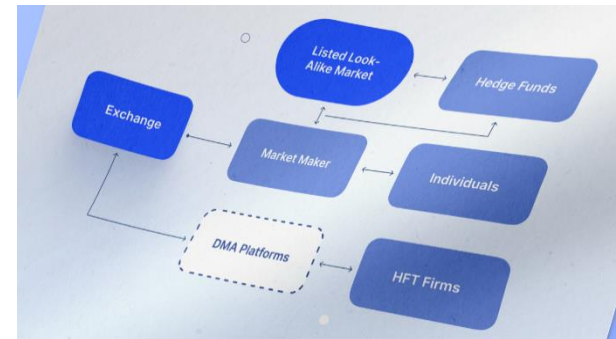 Listed Look-
Alike Market
Hedge Funds
Exchange
Market Maker
Individuals
DMA Platforms
HFT Firms